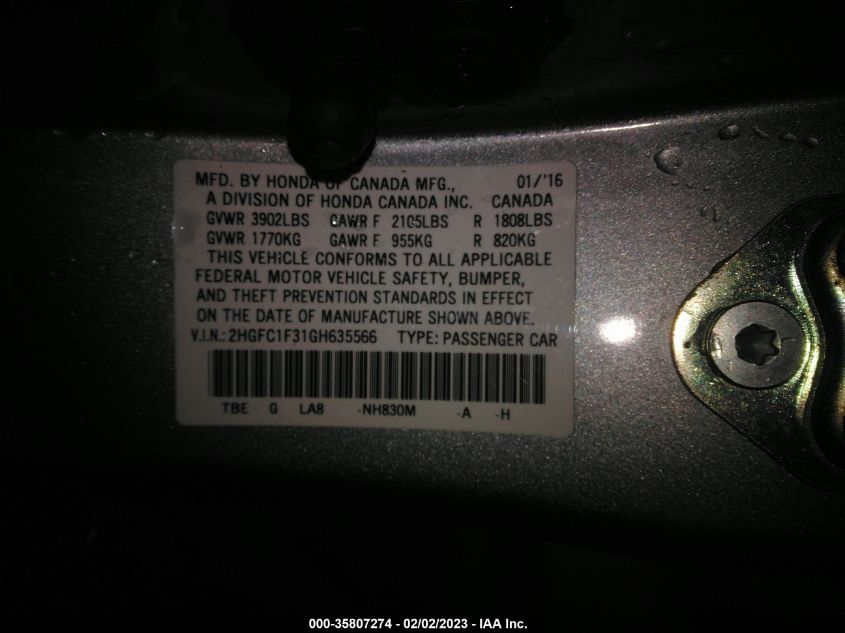 MFD. BY HONDA OF CANADA MFG., 01/'16
A DIVISION OF HONDA CANADA INC. CANADA
GVWR 3902LBS GAWR F 2105LBS R 1808LBS
GVWR 1770KG GAWR F 955KG R 820KG
THIS VEHICLE CONFORMS TO ALL APPLICABLE
FEDERAL MOTOR VEHICLE SAFETY, BUMPER,
AND THEFT PREVENTION STANDARDS IN EFFECT
ON THE DATE OF MANUFACTURE SHOWN ABOVE.
V.I.N.: 2HGFC1F31GH635566 TYPE: PASSENGER CAR
TBE G LA8 -NH830M -A -H
000-35807274 - 02/02/2023 - IAA Inc.